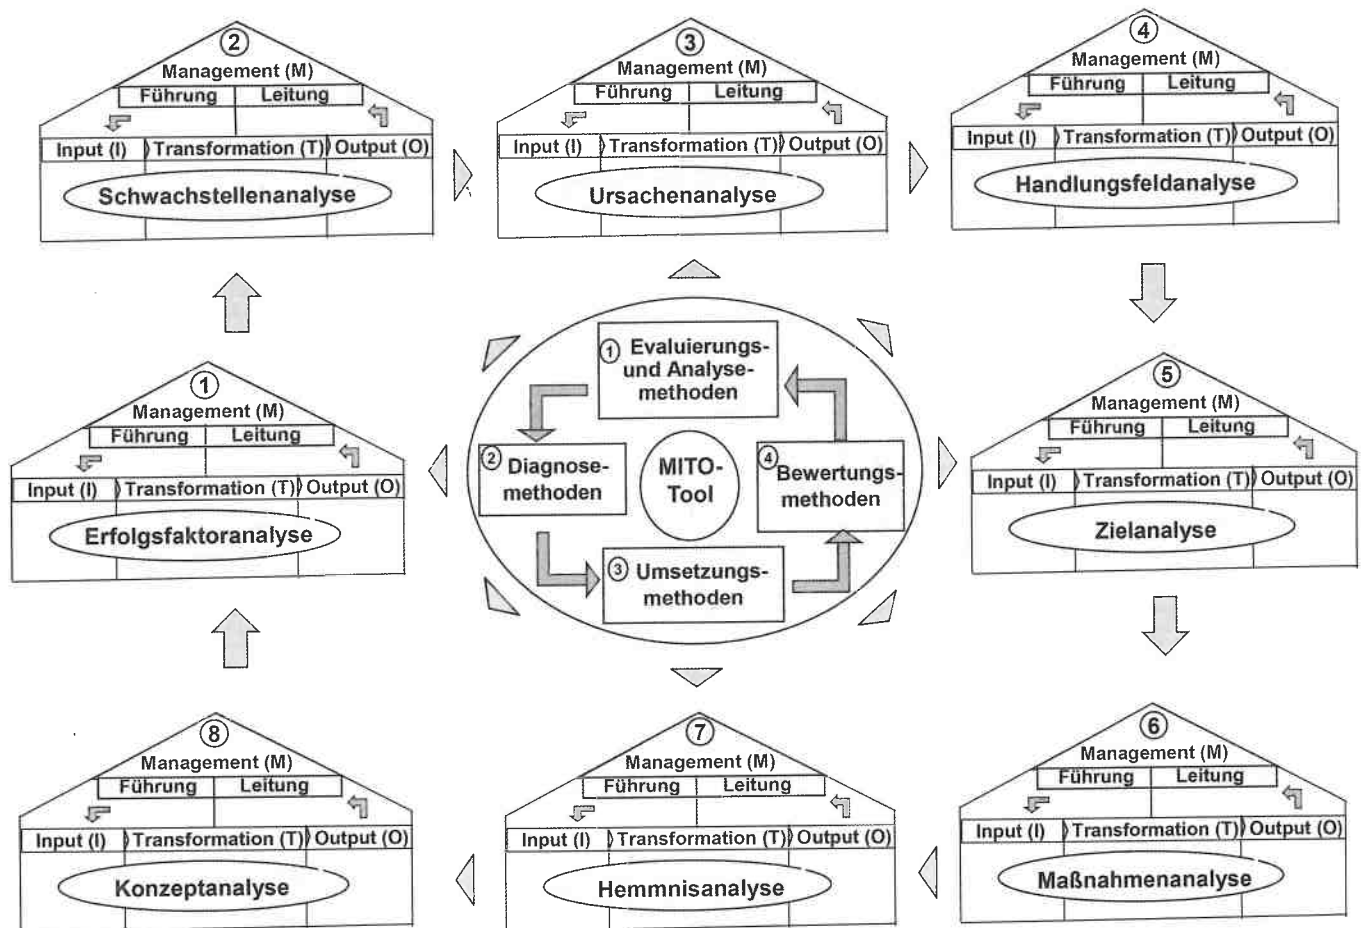 2
Management (M)
Führung Leitung
Input (I) Transformation (T) Output (O)
Schwachstellenanalyse
3
Management (M)
Führung Leitung
Input (I) Transformation (T) Output (O)
Ursachenanalyse
4
Management (M)
Führung Leitung
Input (I) Transformation (T) Output (O)
Handlungsfeldanalyse
1
Management (M)
Führung Leitung
Input (I) Transformation (T) Output (O)
Erfolgsfaktoranalyse
1 Evaluierungs-
und Analyse-
methoden
2 Diagnose-
methoden
MITO-
Tool
4 Bewertungs-
methoden
3 Umsetzungs-
methoden
5
Management (M)
Führung Leitung
Input (I) Transformation (T) Output (O)
Zielanalyse
8
Management (M)
Führung Leitung
Input (I) Transformation (T) Output (O)
Konzeptanalyse
7
Management (M)
Führung Leitung
Input (I) Transformation (T) Output (O)
Hemmnisanalyse
6
Management (M)
Führung Leitung
Input (I) Transformation (T) Output (O)
Maßnahmenanalyse